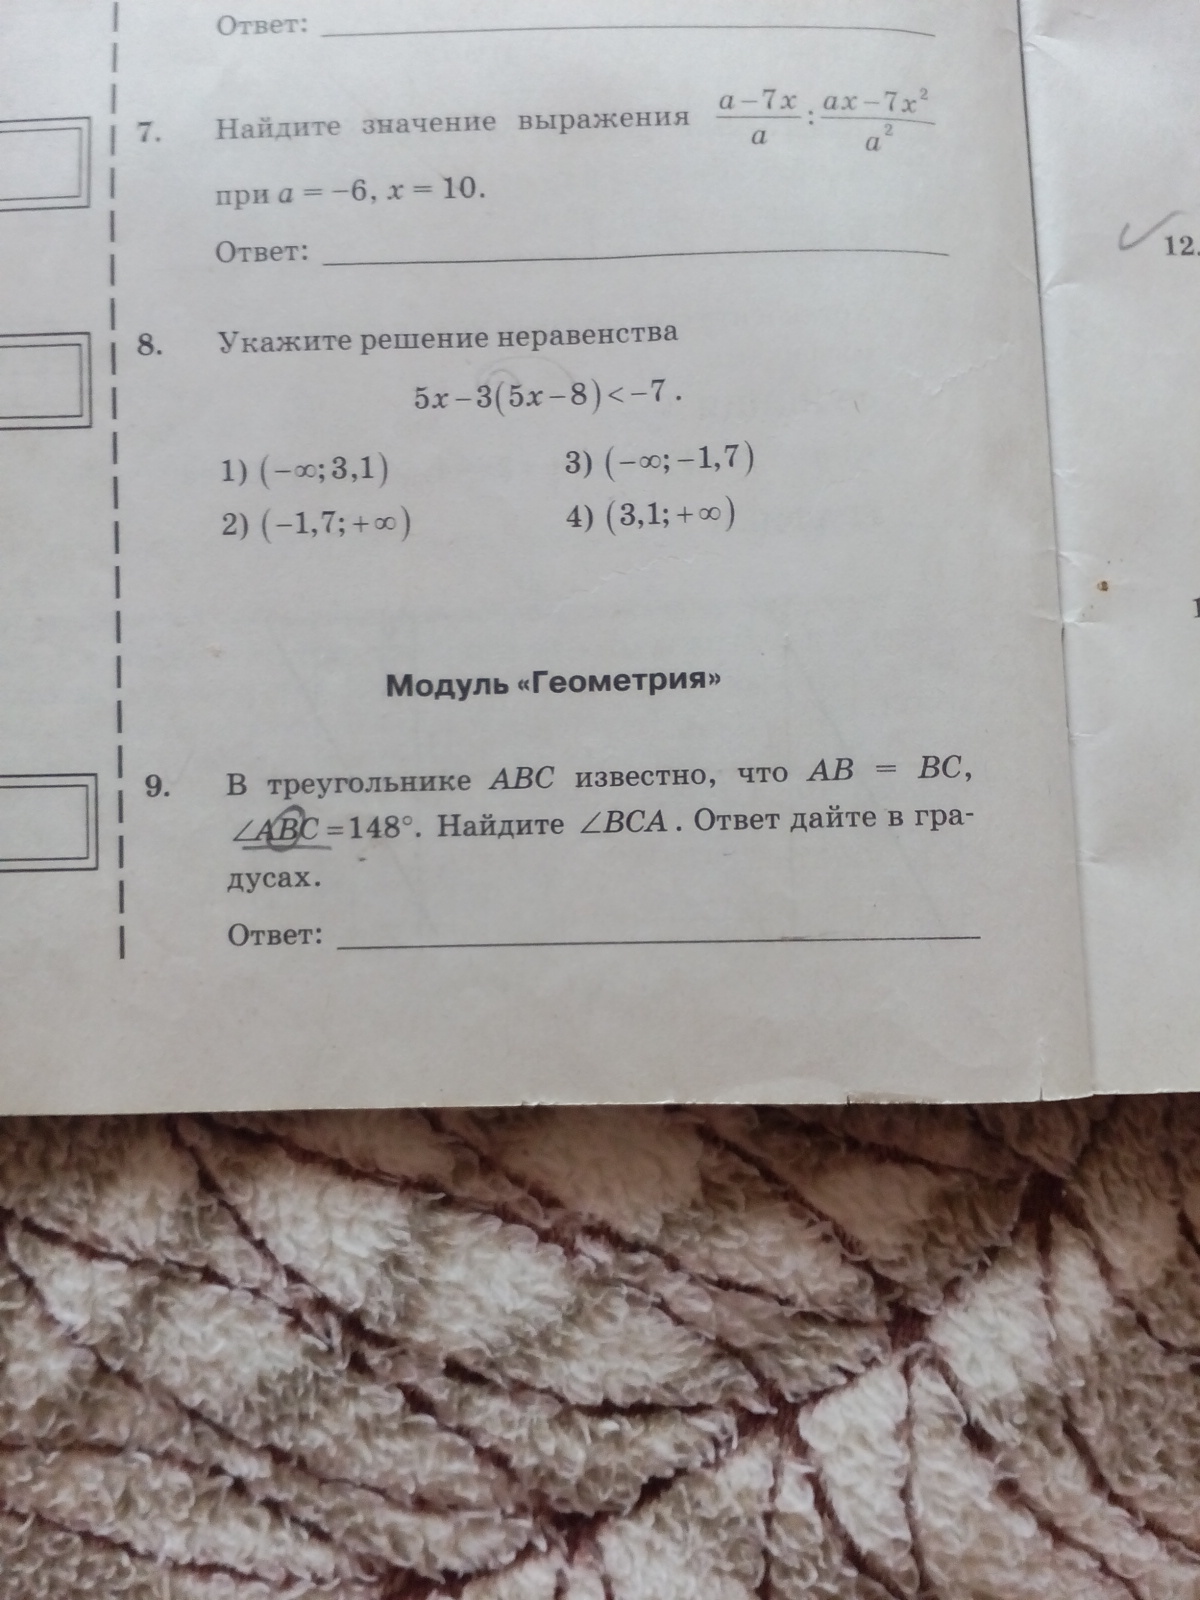 Ответ:
7. Найдите значение выражения (a−7x)/a : (ax−7x²)/a²
при a = −6, x = 10.
Ответ:
12.
8. Укажите решение неравенства
5x−3(5x−8)<−7.
1) (−∞;3,1) 3) (−∞;−1,7)
2) (−1,7;+∞) 4) (3,1;+∞)
Модуль «Геометрия»
9. В треугольнике ABC известно, что AB = BC,
∠ABC=148°. Найдите ∠BCA. Ответ дайте в гра-
дусах.
Ответ: